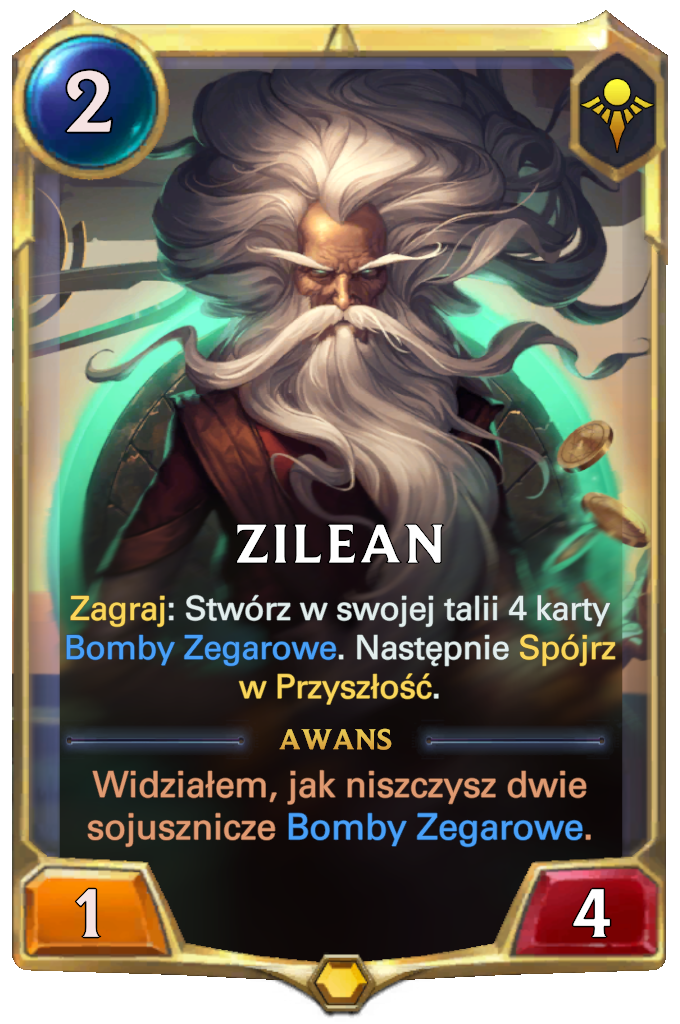 2
ZILEAN
Zagraj: Stwórz w swojej talii 4 karty
Bomby Zegarowe. Następnie Spójrz
w Przyszłość.
AWANS
Widziałem, jak niszczysz dwie
sojusznicze Bomby Zegarowe.
1
4